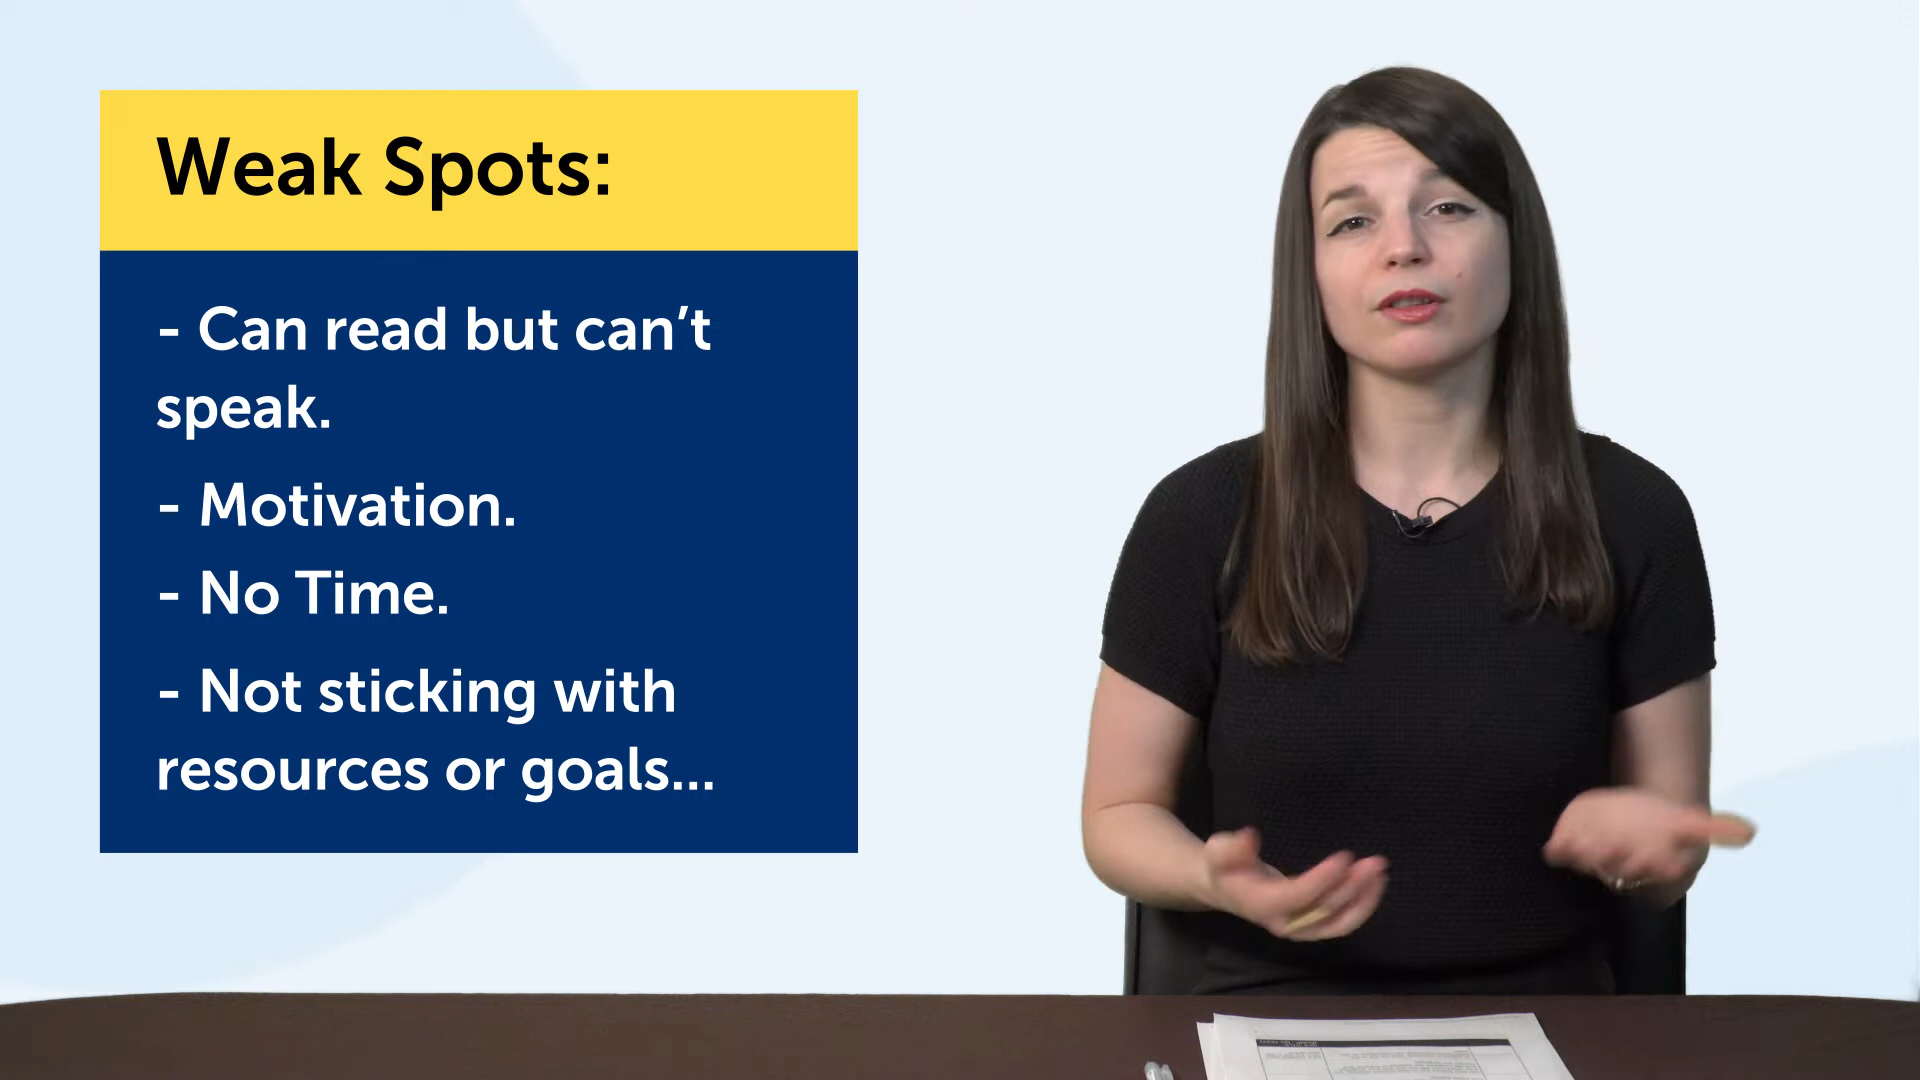 Weak Spots:
- Can read but can’t
speak.
- Motivation.
- No Time.
- Not sticking with
resources or goals...